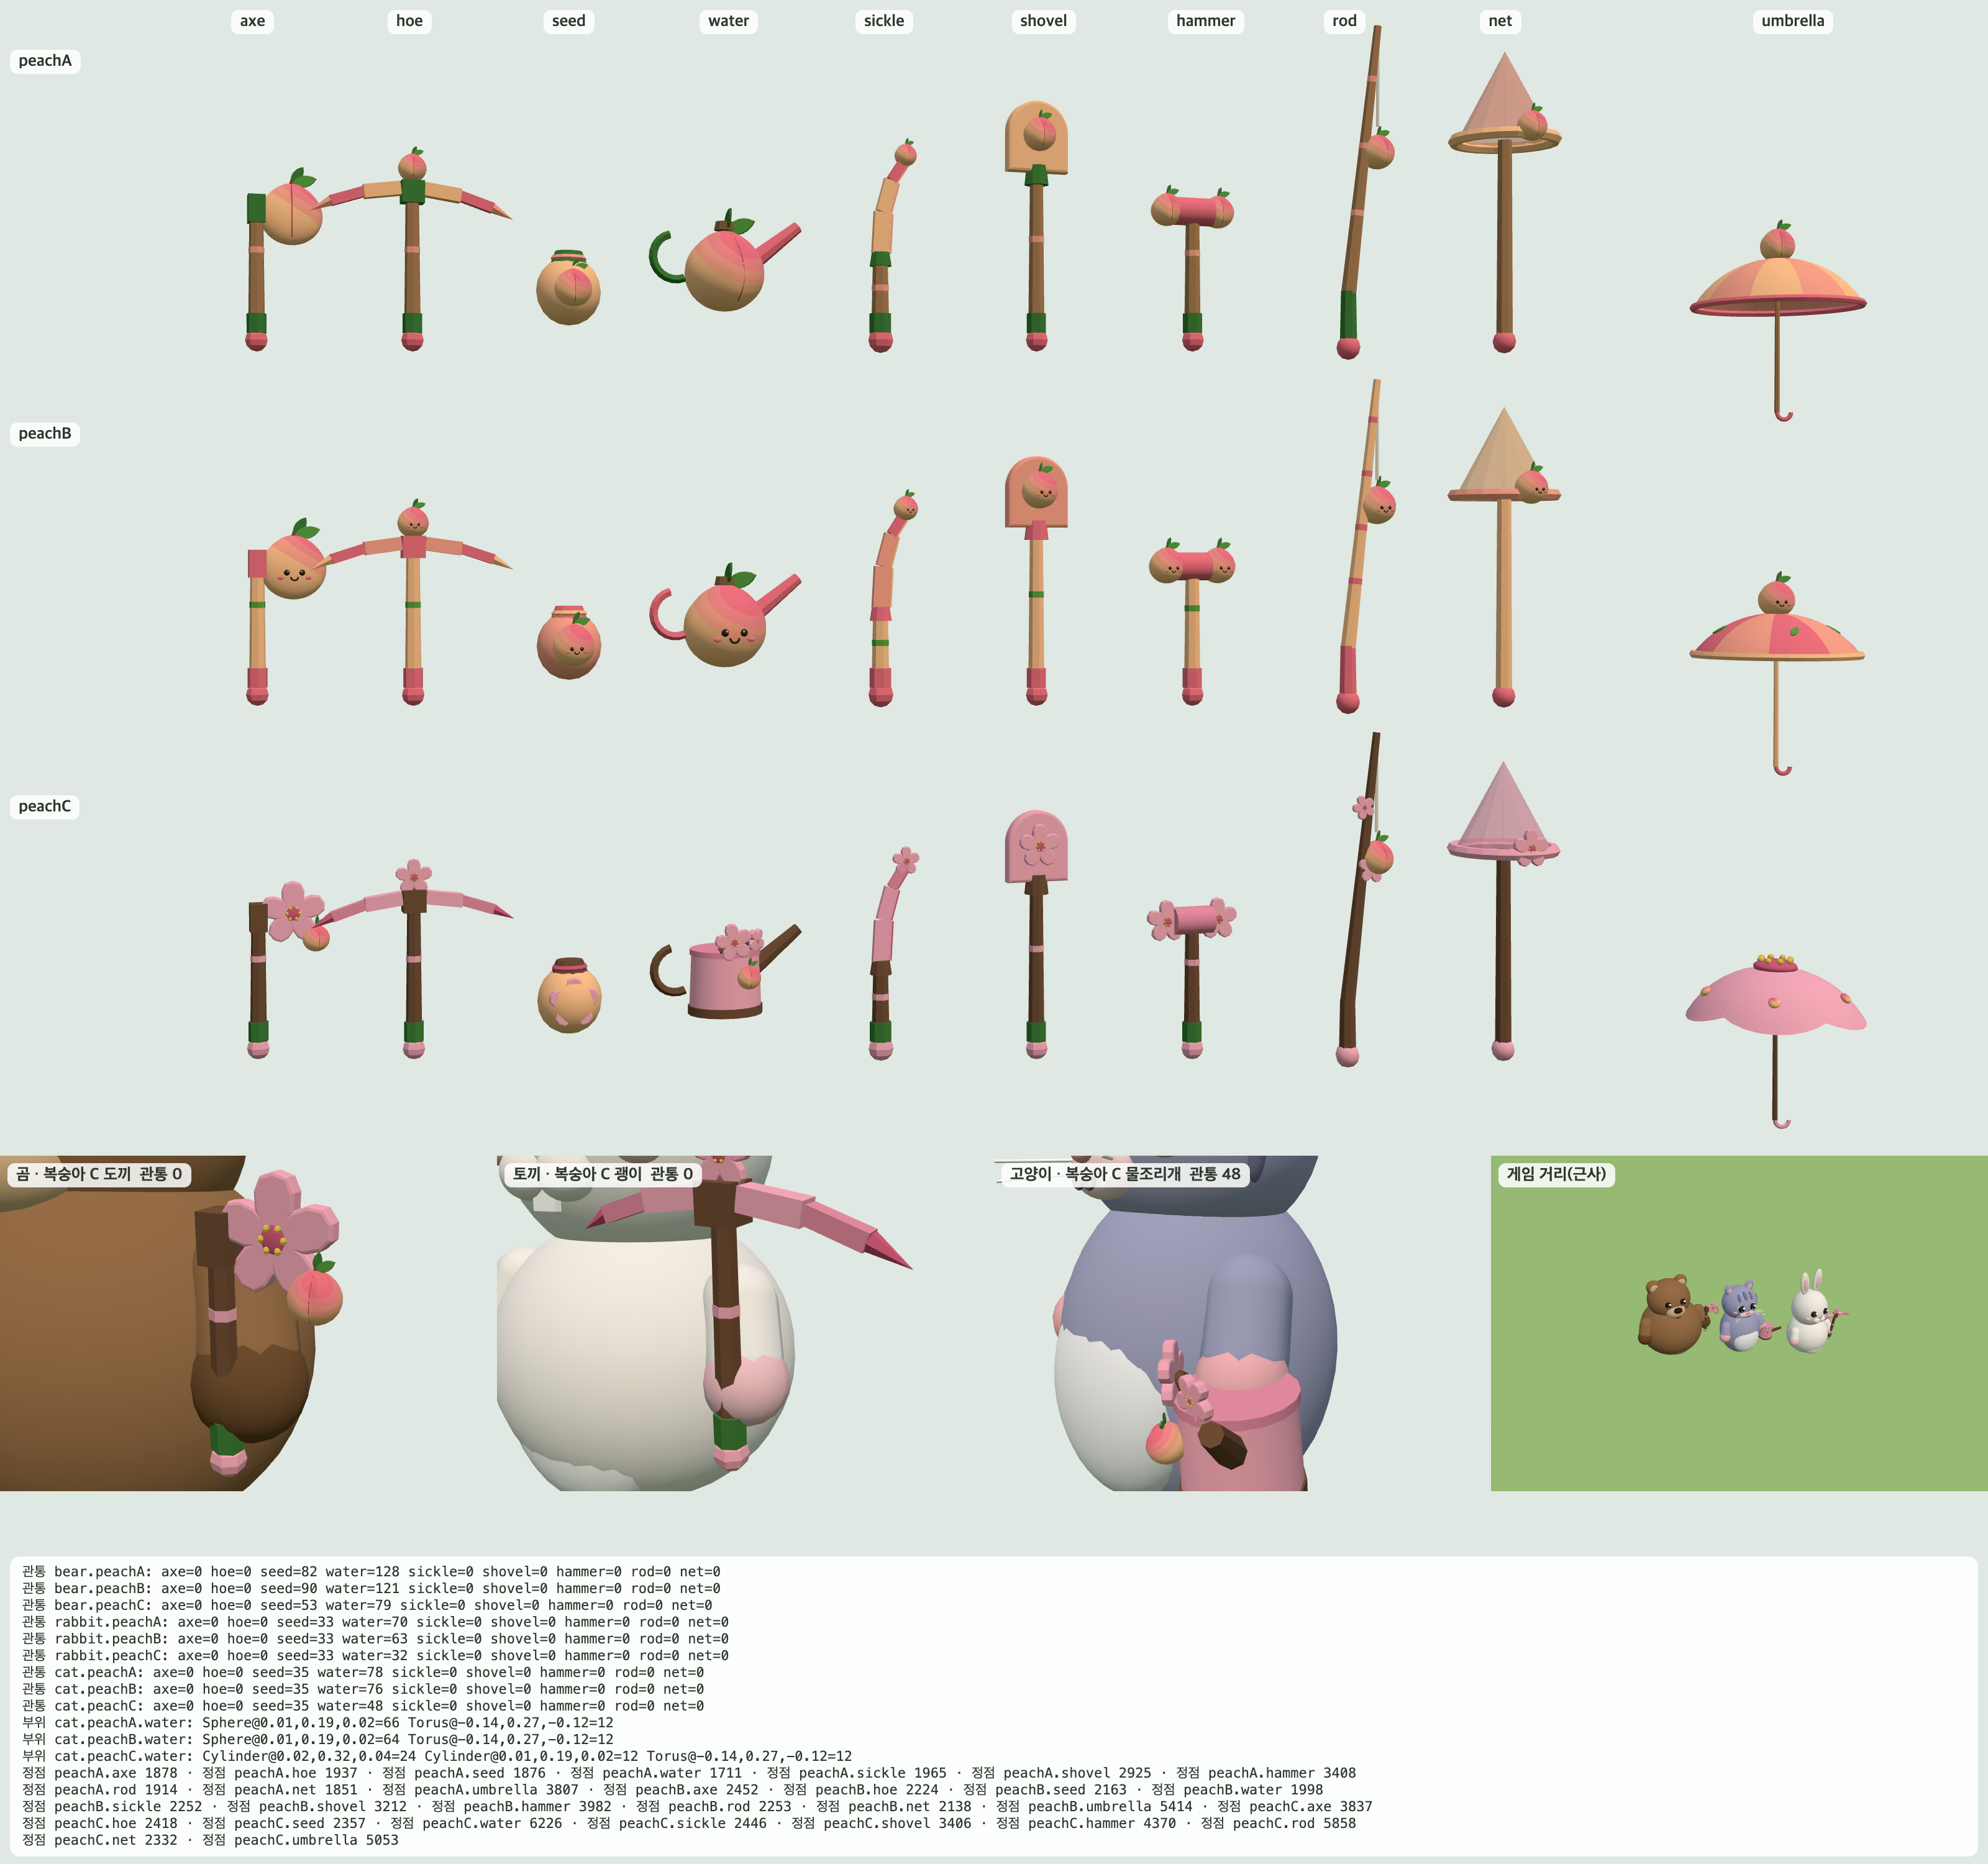 axe hoe seed water sickle shovel hammer rod net umbrella
peachA
peachB
peachC
곰 · 복숭아 C 도끼 관통 0
토끼 · 복숭아 C 괭이 관통 0
고양이 · 복숭아 C 물조리개 관통 48
게임 거리(근사)
관통 bear.peachA: axe=0 hoe=0 seed=82 water=128 sickle=0 shovel=0 hammer=0 rod=0 net=0
관통 bear.peachB: axe=0 hoe=0 seed=90 water=121 sickle=0 shovel=0 hammer=0 rod=0 net=0
관통 bear.peachC: axe=0 hoe=0 seed=53 water=79 sickle=0 shovel=0 hammer=0 rod=0 net=0
관통 rabbit.peachA: axe=0 hoe=0 seed=33 water=70 sickle=0 shovel=0 hammer=0 rod=0 net=0
관통 rabbit.peachB: axe=0 hoe=0 seed=33 water=63 sickle=0 shovel=0 hammer=0 rod=0 net=0
관통 rabbit.peachC: axe=0 hoe=0 seed=33 water=32 sickle=0 shovel=0 hammer=0 rod=0 net=0
관통 cat.peachA: axe=0 hoe=0 seed=35 water=78 sickle=0 shovel=0 hammer=0 rod=0 net=0
관통 cat.peachB: axe=0 hoe=0 seed=35 water=76 sickle=0 shovel=0 hammer=0 rod=0 net=0
관통 cat.peachC: axe=0 hoe=0 seed=35 water=48 sickle=0 shovel=0 hammer=0 rod=0 net=0
부위 cat.peachA.water: Sphere@0.01,0.19,0.02=66 Torus@-0.14,0.27,-0.12=12
부위 cat.peachB.water: Sphere@0.01,0.19,0.02=64 Torus@-0.14,0.27,-0.12=12
부위 cat.peachC.water: Cylinder@0.02,0.32,0.04=24 Cylinder@0.01,0.19,0.02=12 Torus@-0.14,0.27,-0.12=12
정점 peachA.axe 1878 · 정점 peachA.hoe 1937 · 정점 peachA.seed 1876 · 정점 peachA.water 1711 · 정점 peachA.sickle 1965 · 정점 peachA.shovel 2925 · 정점 peachA.hammer 3408
정점 peachA.rod 1914 · 정점 peachA.net 1851 · 정점 peachA.umbrella 3807 · 정점 peachB.axe 2452 · 정점 peachB.hoe 2224 · 정점 peachB.seed 2163 · 정점 peachB.water 1998
정점 peachB.sickle 2252 · 정점 peachB.shovel 3212 · 정점 peachB.hammer 3982 · 정점 peachB.rod 2253 · 정점 peachB.net 2138 · 정점 peachB.umbrella 5414 · 정점 peachC.axe 3837
정점 peachC.hoe 2418 · 정점 peachC.seed 2357 · 정점 peachC.water 6226 · 정점 peachC.sickle 2446 · 정점 peachC.shovel 3406 · 정점 peachC.hammer 4370 · 정점 peachC.rod 5858
정점 peachC.net 2332 · 정점 peachC.umbrella 5053